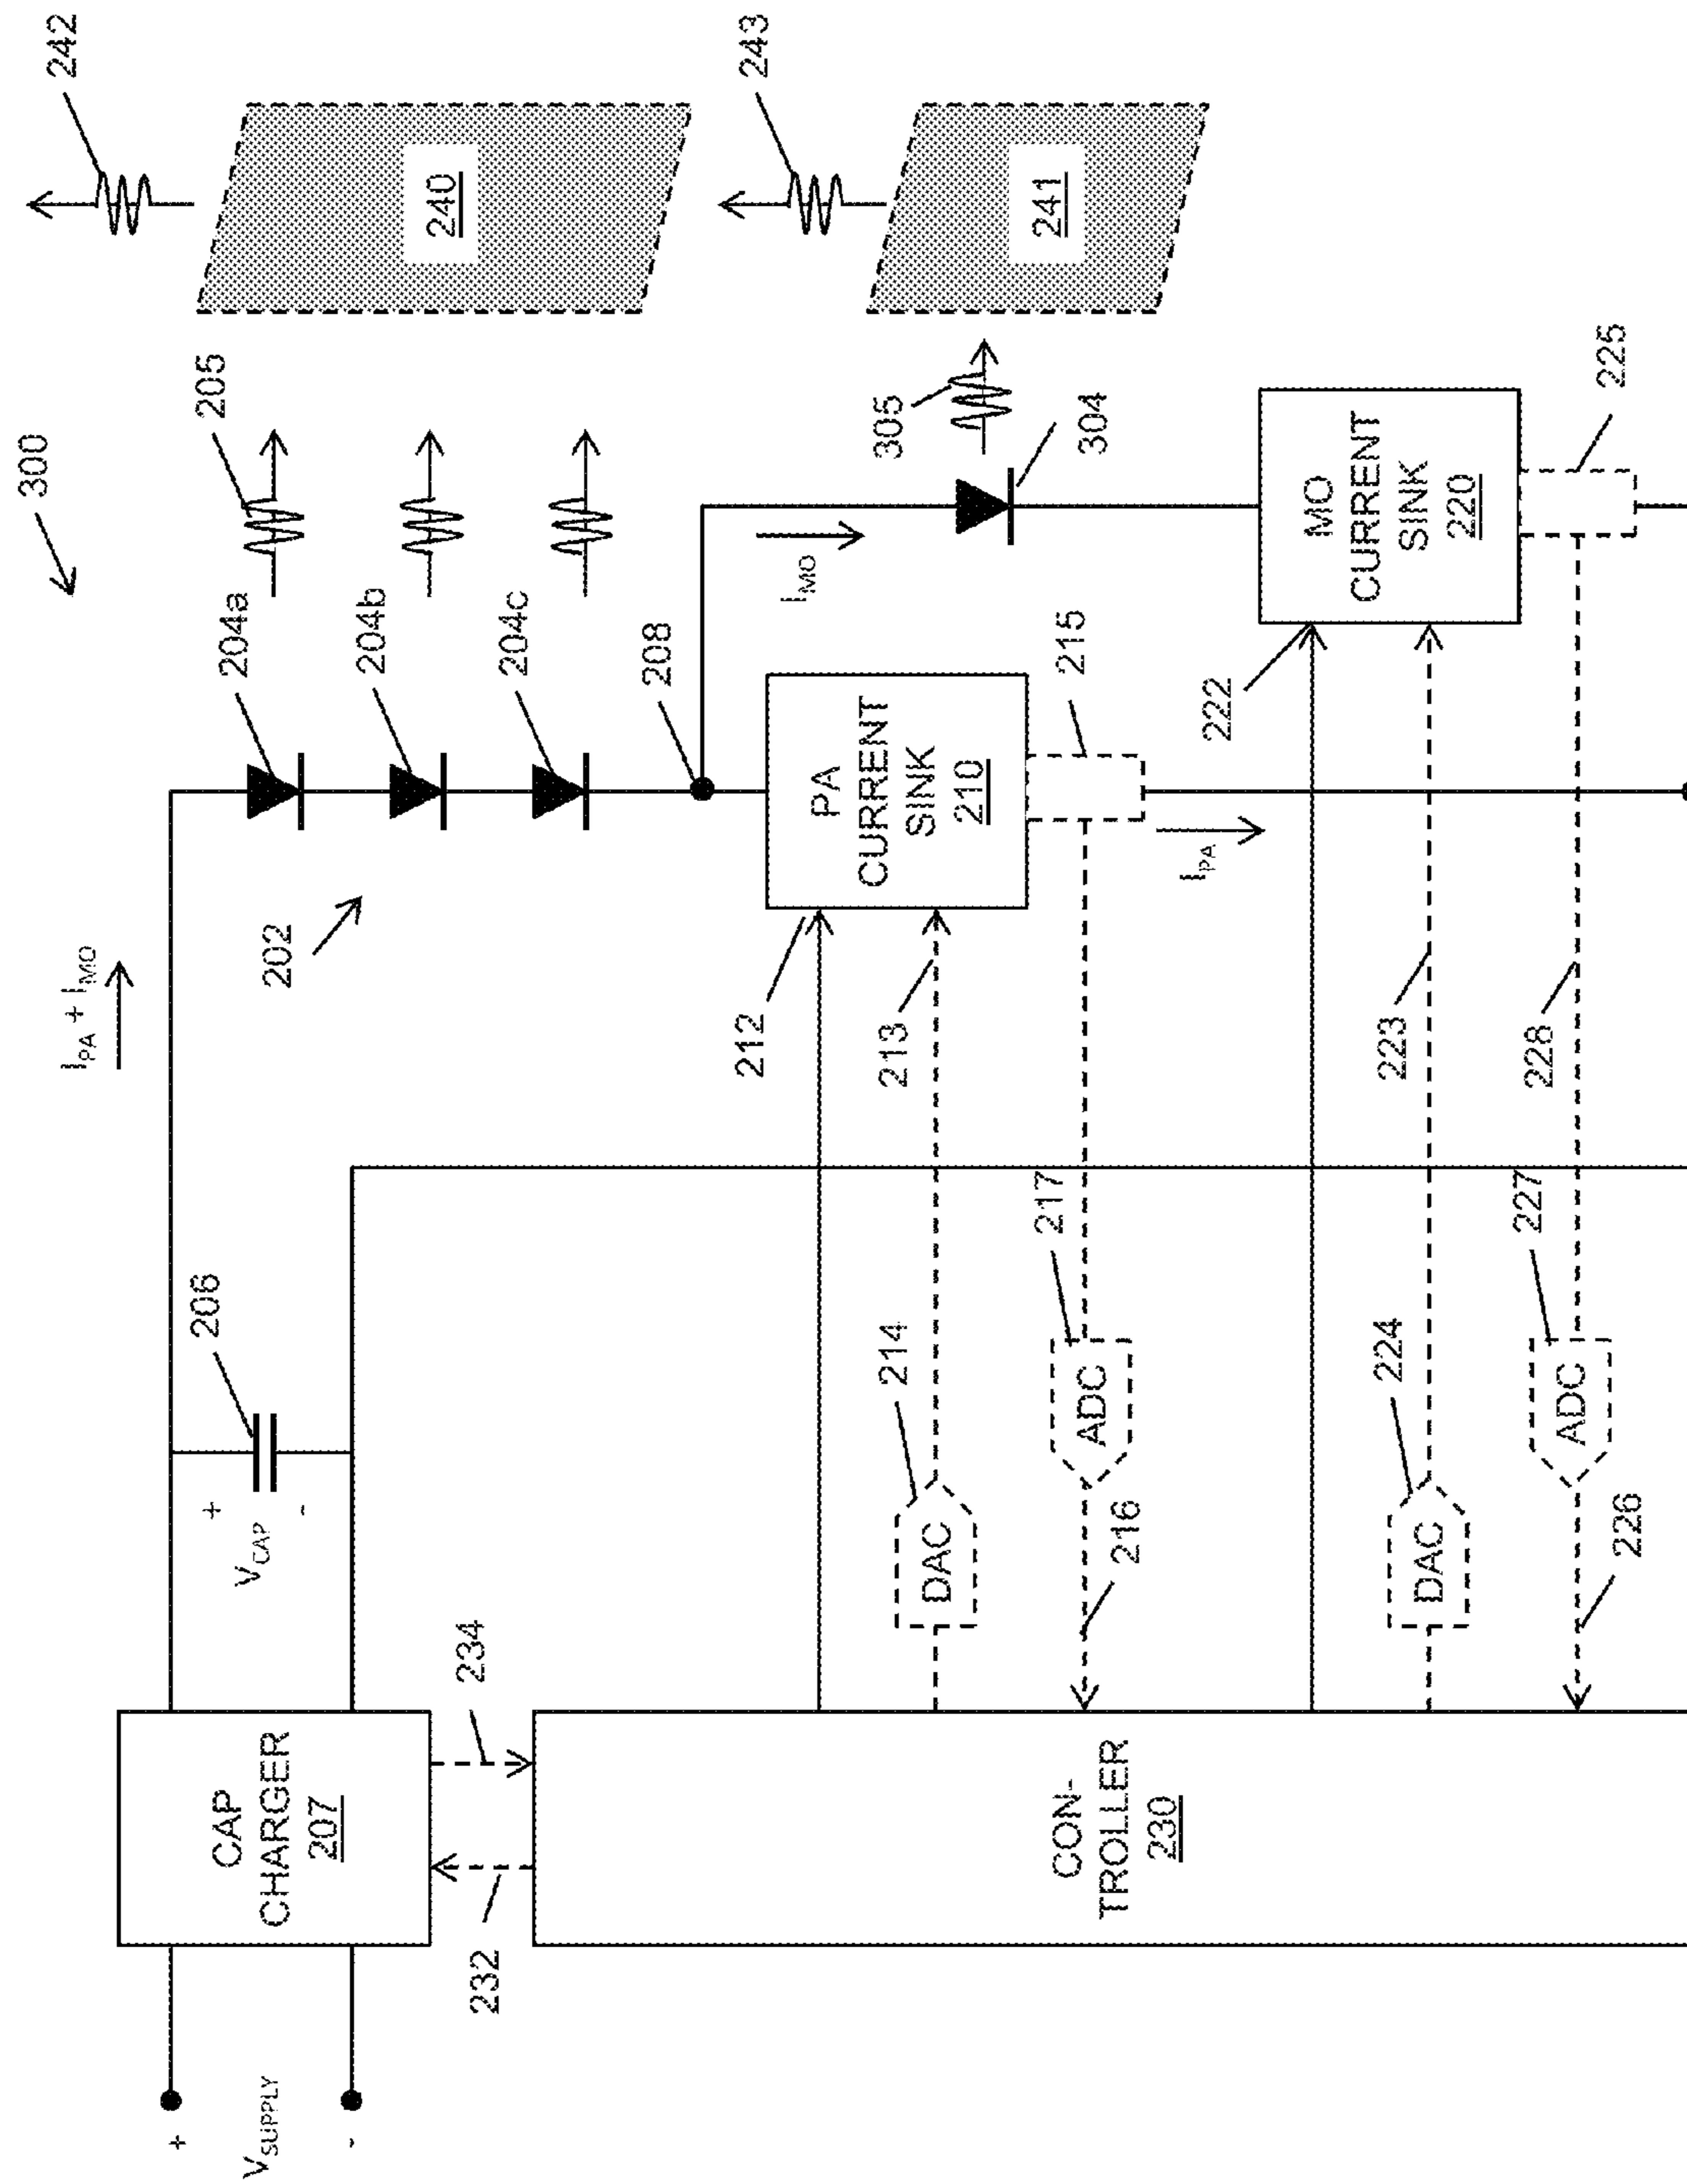 300
242
243
240
241
205
305
304
225
204a
204b
204c
208
I_MO
215
222
MO
CURRENT
SINK
220
PA
CURRENT
SINK
210
I_PA + I_MO
202
212
213
I_PA
223
228
206
+
V_CAP
-
214
217
224
227
DAC
ADC
DAC
ADC
216
226
234
232
CAP
CHARGER
207
CON-
TROLLER
230
+
V_SUPPLY
-